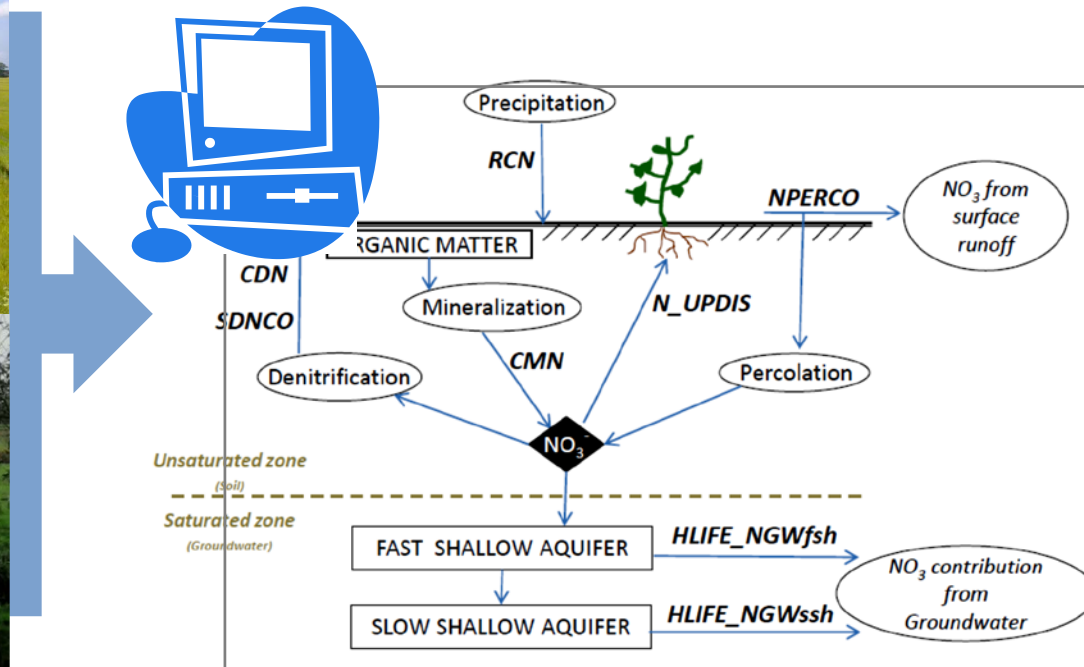 Precipitation
RCN
NPERCO
NO3 from
surface
runoff
RGANIC MATTER
CDN
Mineralization
N_UPDIS
SDNCO
CMN
Denitrification
Percolation
NO3-
Unsaturated zone
(Soil)
Saturated zone
(Groundwater)
FAST SHALLOW AQUIFER
HLIFE_NGWfsh
NO3 contribution
from
Groundwater
SLOW SHALLOW AQUIFER
HLIFE_NGWssh